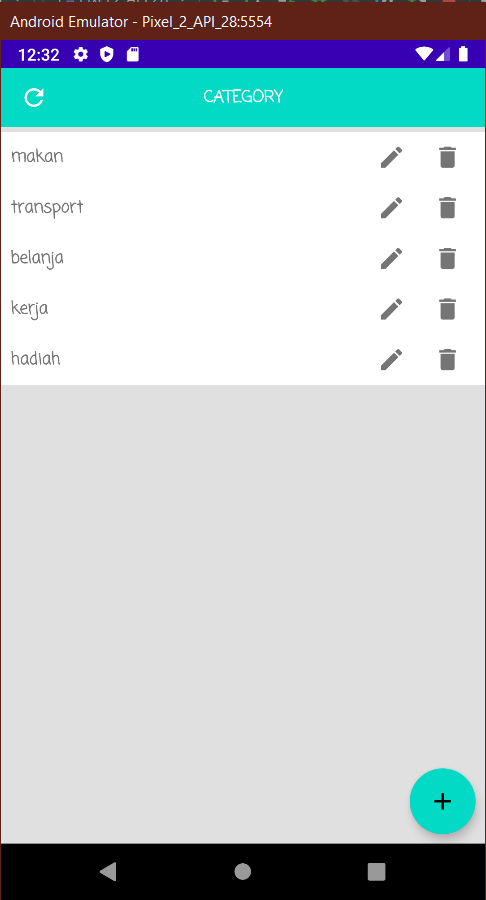 Android Emulator - Pixel_2_API_28:5554
12:32
CATEGORY
makan
transport
belanja
kerja
hadiah